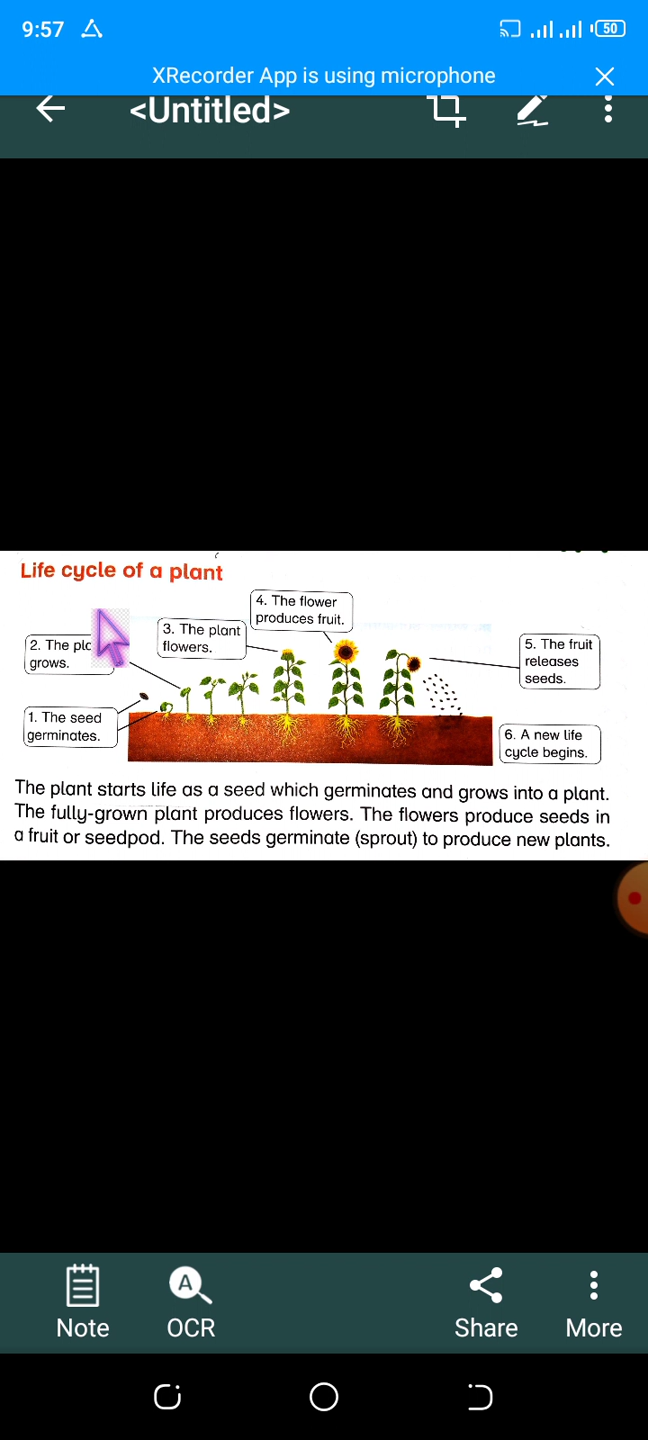 9:57
50
XRecorder App is using microphone
<Untitled>
Life cycle of a plant
4. The flower
produces fruit.
3. The plant
flowers.
2. The
grows.
5. The fruit
releases
seeds.
1. The seed
germinates.
6. A new life
cycle begins.
The plant starts life as a seed which germinates and grows into a plant.
The fully-grown plant produces flowers. The flowers produce seeds in
a fruit or seedpod. The seeds germinate (sprout) to produce new plants.
A
Note
OCR
Share
More